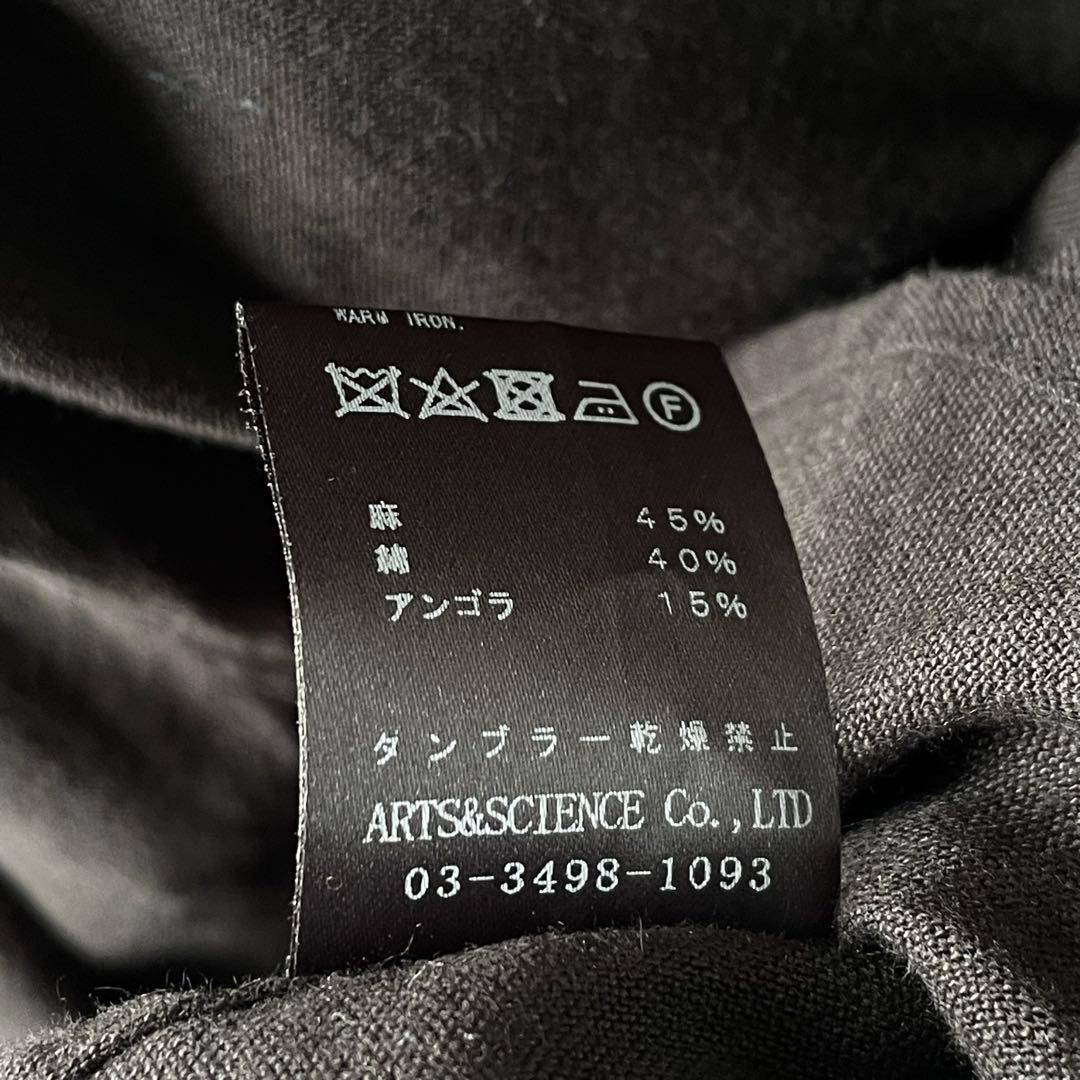 WARM IRON.
F
麻 45%
綿 40%
アンゴラ 15%
タンブラー乾燥禁止
ARTS&SCIENCE Co.,LTD
03-3498-1093